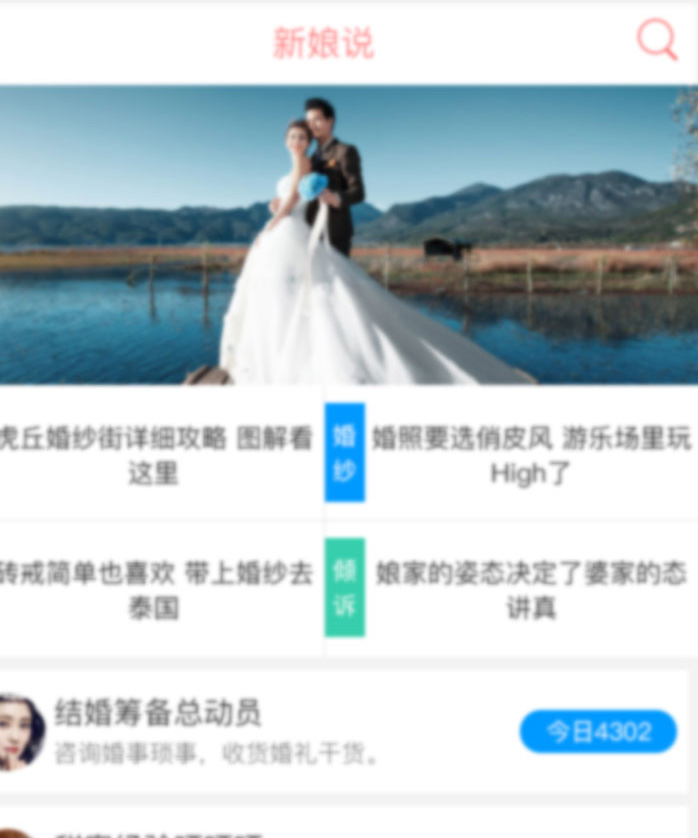 新娘说
虎丘婚纱街详细攻略 图解看
这里
婚
纱
婚照要选俏皮风 游乐场里玩
High了
砖戒简单也喜欢 带上婚纱去
泰国
倾
诉
娘家的姿态决定了婆家的态
讲真
结婚筹备总动员
今日4302
咨询婚事琐事，收货婚礼干货。